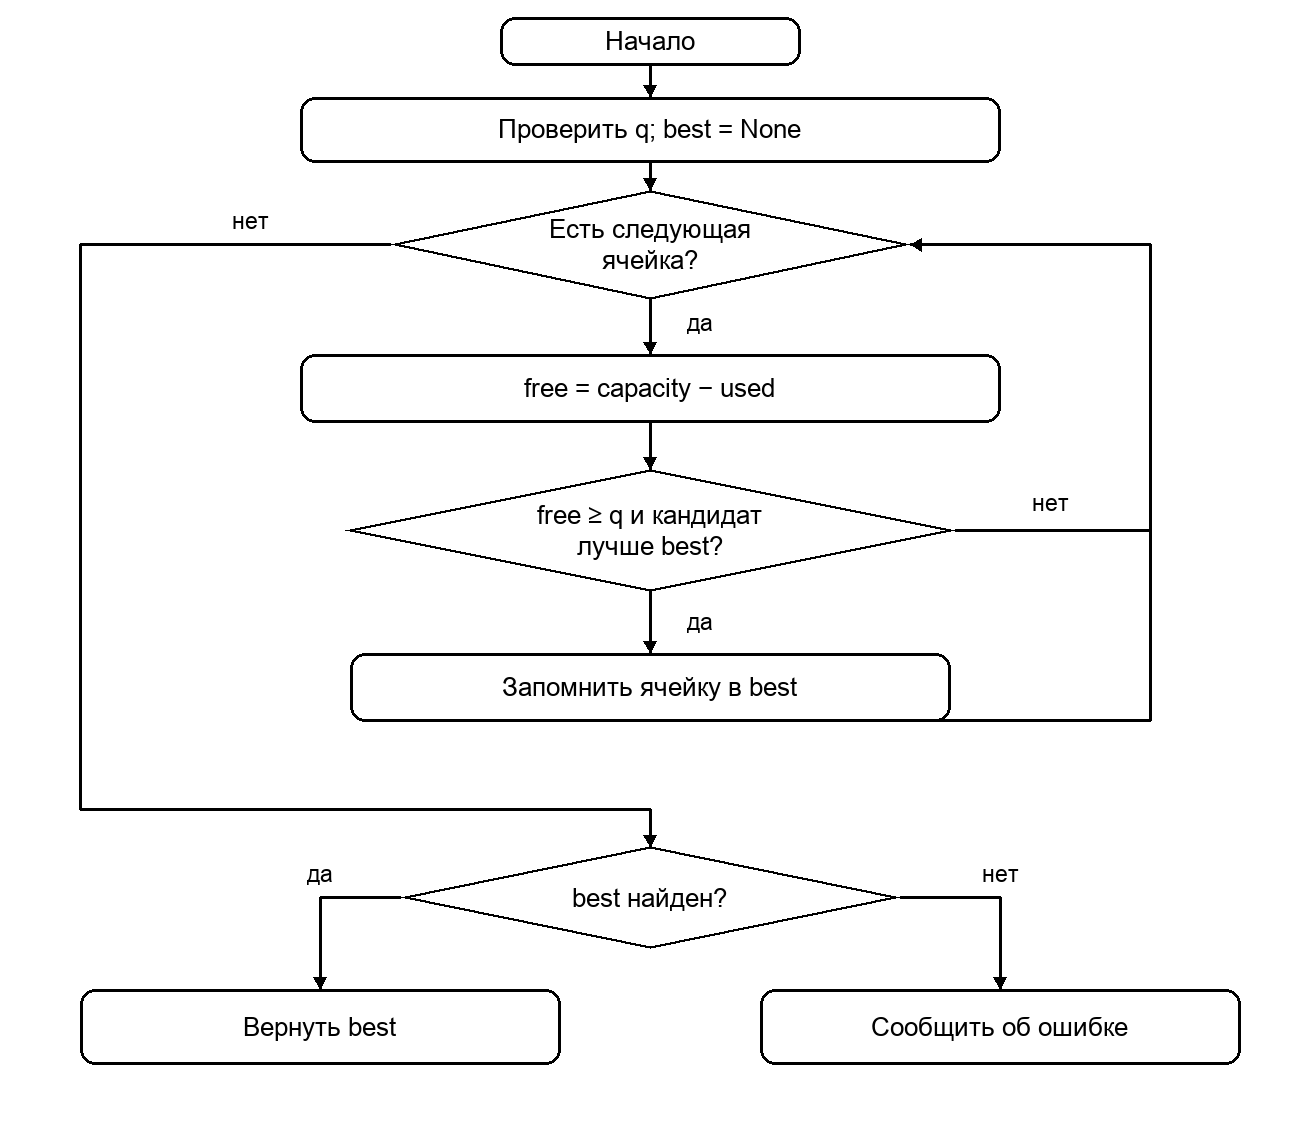 Начало
Проверить q; best = None
нет
Есть следующая
ячейка?
да
free = capacity − used
free ≥ q и кандидат
лучше best?
нет
да
Запомнить ячейку в best
да
best найден?
нет
Вернуть best
Сообщить об ошибке